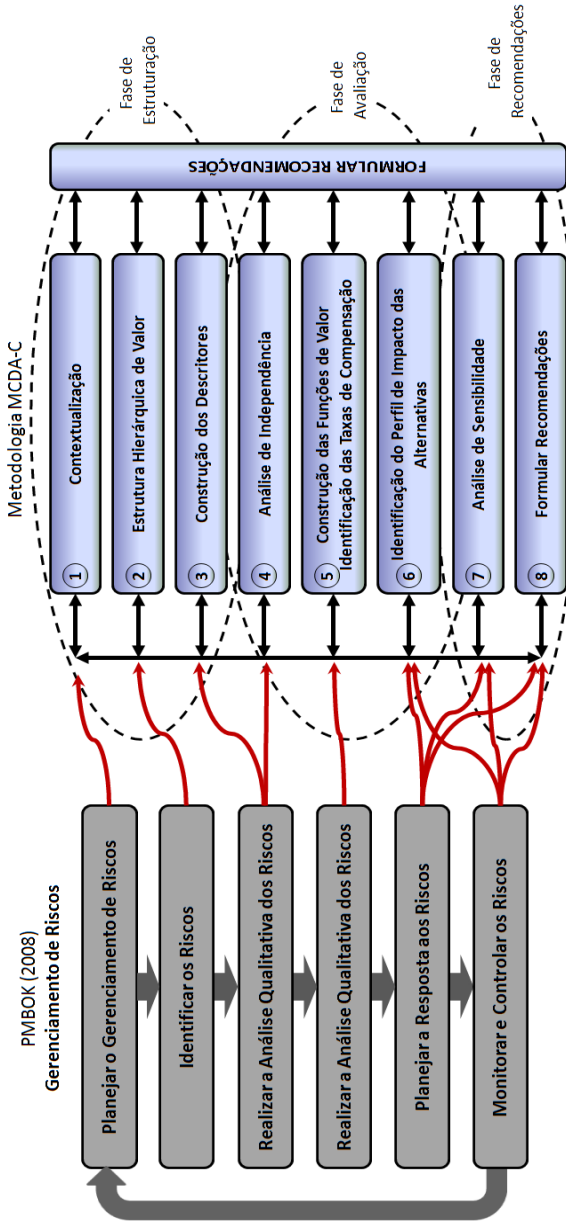 PMBOK (2008)
Gerenciamento de Riscos
Planejar o Gerenciamento de Riscos
Identificar os Riscos
Realizar a Análise Qualitativa dos Riscos
Realizar a Análise Qualitativa dos Riscos
Planejar a Resposta aos Riscos
Monitorar e Controlar os Riscos
Metodologia MCDA-C
1 Contextualização
2 Estrutura Hierárquica de Valor
3 Construção dos Descritores
4 Análise de Independência
5 Construção das Funções de Valor
Identificação das Taxas de Compensação
6 Identificação do Perfil de Impacto das
Alternativas
7 Análise de Sensibilidade
8 Formular Recomendações
FORMULAR RECOMENDAÇÕES
Fase de
Estruturação
Fase de
Avaliação
Fase de
Recomendações